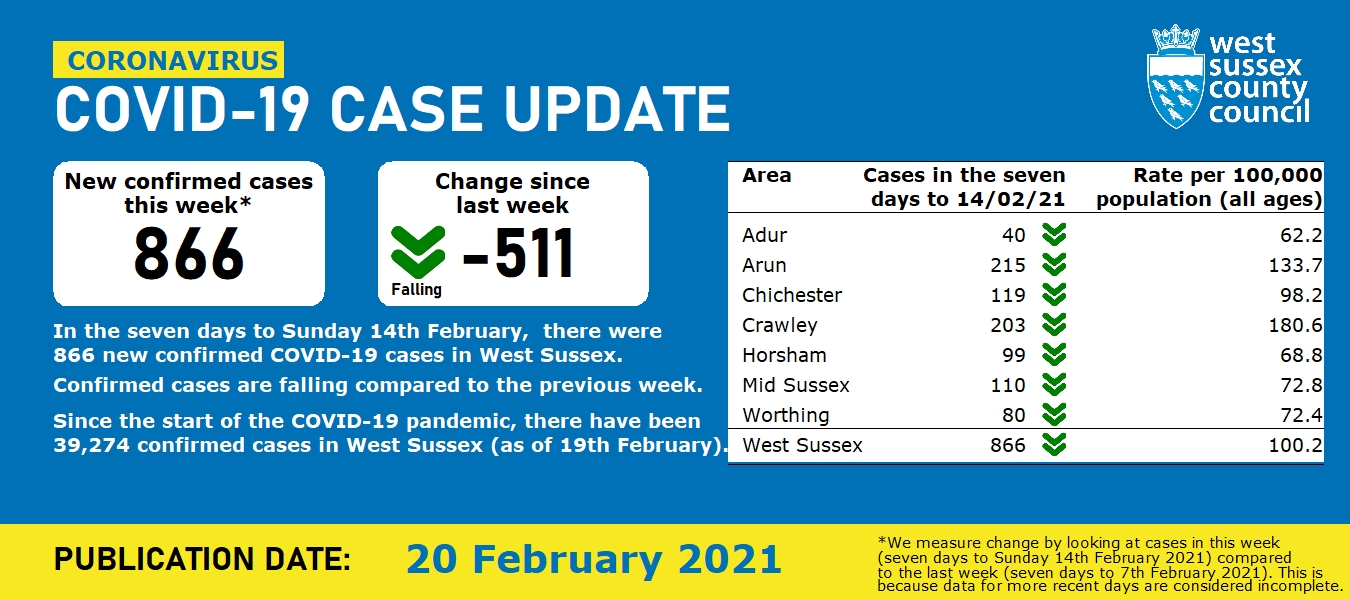 CORONAVIRUS
COVID-19 CASE UPDATE
west
sussex
county
council
New confirmed cases
this week*
866
Change since
last week
-511
Falling
In the seven days to Sunday 14th February,  there were
866 new confirmed COVID-19 cases in West Sussex.
Confirmed cases are falling compared to the previous week.
Since the start of the COVID-19 pandemic, there have been
39,274 confirmed cases in West Sussex (as of 19th February).
Area Cases in the seven Rate per 100,000
days to 14/02/21 population (all ages)
Adur 40 62.2
Arun 215 133.7
Chichester 119 98.2
Crawley 203 180.6
Horsham 99 68.8
Mid Sussex 110 72.8
Worthing 80 72.4
West Sussex 866 100.2
PUBLICATION DATE: 20 February 2021
*We measure change by looking at cases in this week
(seven days to Sunday 14th February 2021) compared
to the last week (seven days to 7th February 2021). This is
because data for more recent days are considered incomplete.